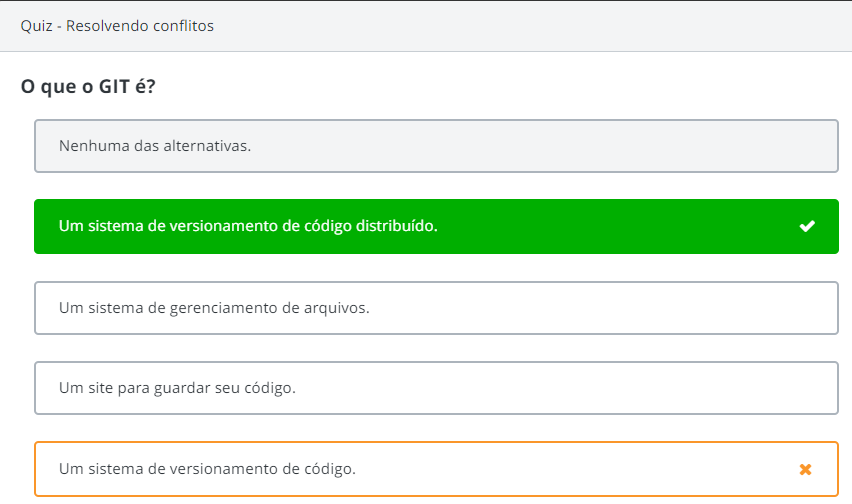 Quiz - Resolvendo conflitos
O que o GIT é?
Nenhuma das alternativas.
Um sistema de versionamento de código distribuído.
Um sistema de gerenciamento de arquivos.
Um site para guardar seu código.
Um sistema de versionamento de código.